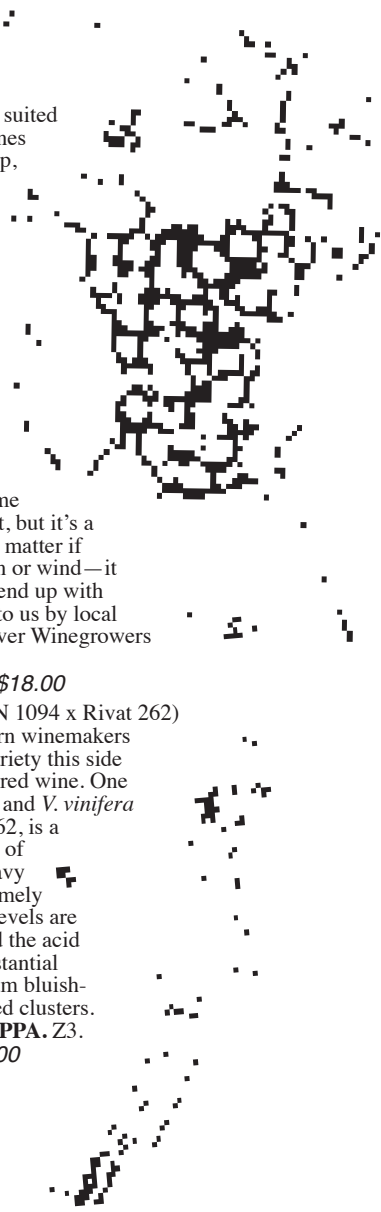 suited
nes
p,
ne
t, but it's a
matter if
n or wind—it
end up with
to us by local
ver Winegrowers
$18.00
N 1094 x Rivat 262)
rn winemakers
riety this side
red wine. One
and V. vinifera
62, is a
of
avy
mely
evels are
d the acid
stantial
m bluish-
ed clusters.
PPA. Z3.
00